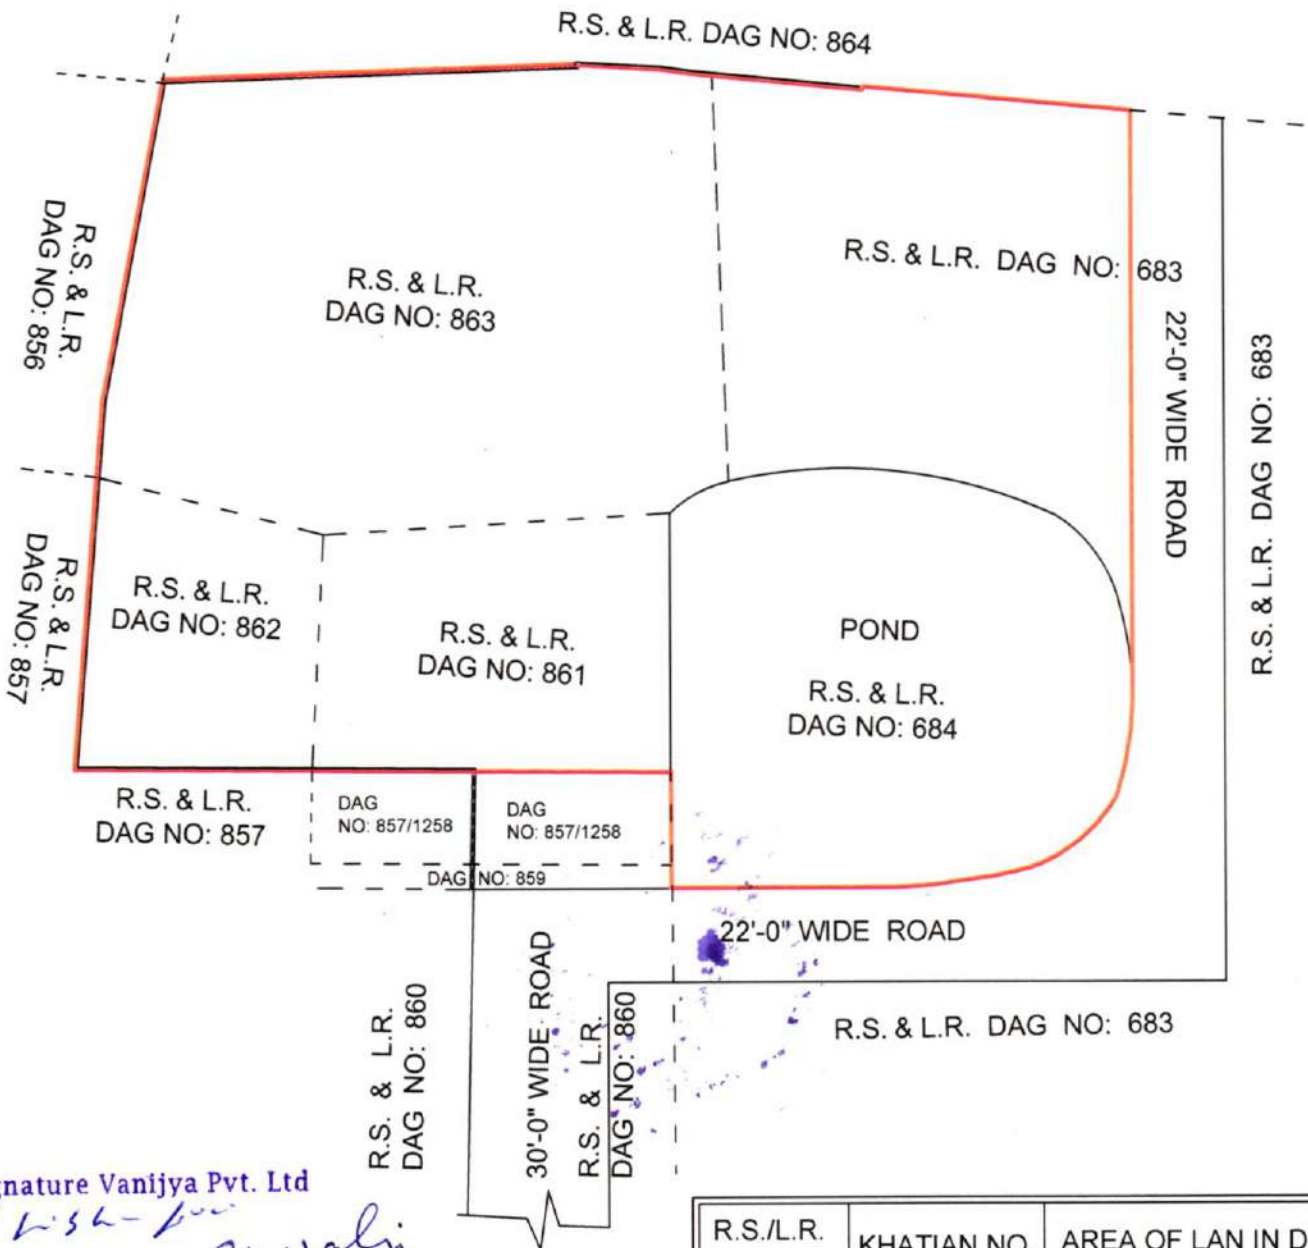 R.S. & L.R. DAG NO: 864
R.S. & L.R.
DAG NO: 856
R.S. & L.R.
DAG NO: 863
R.S. & L.R. DAG NO: 683
22'-0" WIDE ROAD
R.S. & L.R. DAG NO: 683
R.S. & L.R.
DAG NO: 857
R.S. & L.R.
DAG NO: 862
R.S. & L.R.
DAG NO: 861
POND
R.S. & L.R.
DAG NO: 684
R.S. & L.R.
DAG NO: 857
DAG
NO: 857/1258
DAG
NO: 857/1258
DAG NO: 859
22'-0" WIDE ROAD
R.S. & L.R.
DAG NO: 860
30'-0" WIDE ROAD
R.S. & L.R.
DAG NO: 860
R.S. & L.R. DAG NO: 683
gnature Vanijya Pvt. Ltd
R.S./L.R.
KHATIAN NO
AREA OF LAN IN D